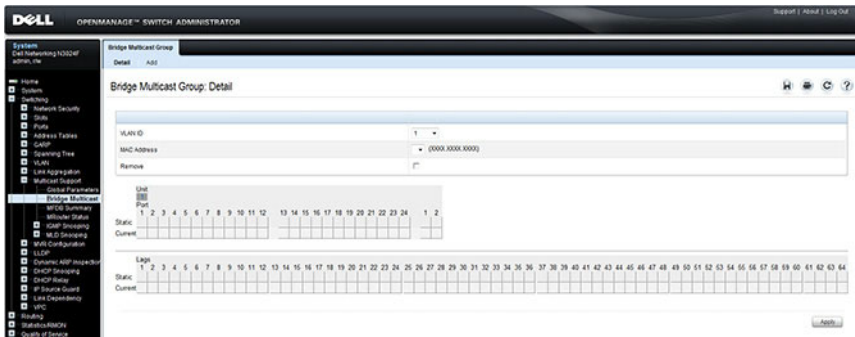 Support | About | Log Out
DELL OPENMANAGE™ SWITCH ADMINISTRATOR
System
Dell Networking N3024F
admin, r/w
Home
System
Switching
Network Security
Slots
Ports
Address Tables
GARP
Spanning Tree
VLAN
Link Aggregation
Multicast Support
Global Parameters
Bridge Multicast
MFDB Summary
MRouter Status
IGMP Snooping
MLD Snooping
MVR Configuration
LLDP
Dynamic ARP Inspection
DHCP Snooping
DHCP Relay
IP Source Guard
Link Dependency
VPC
Routing
Statistics/RMON
Quality of Service
Bridge Multicast Group
Detail Add
Bridge Multicast Group: Detail
VLAN ID 1
MAC Address (XXXX.XXXX.XXXX)
Remove
Unit
Port
1 2 3 4 5 6 7 8 9 10 11 12 13 14 15 16 17 18 19 20 21 22 23 24 1 2
Static
Current
Lags
1 2 3 4 5 6 7 8 9 10 11 12 13 14 15 16 17 18 19 20 21 22 23 24 25 26 27 28 29 30 31 32 33 34 35 36 37 38 39 40 41 42 43 44 45 46 47 48 49 50 51 52 53 54 55 56 57 58 59 60 61 62 63 64
Static
Current
Apply